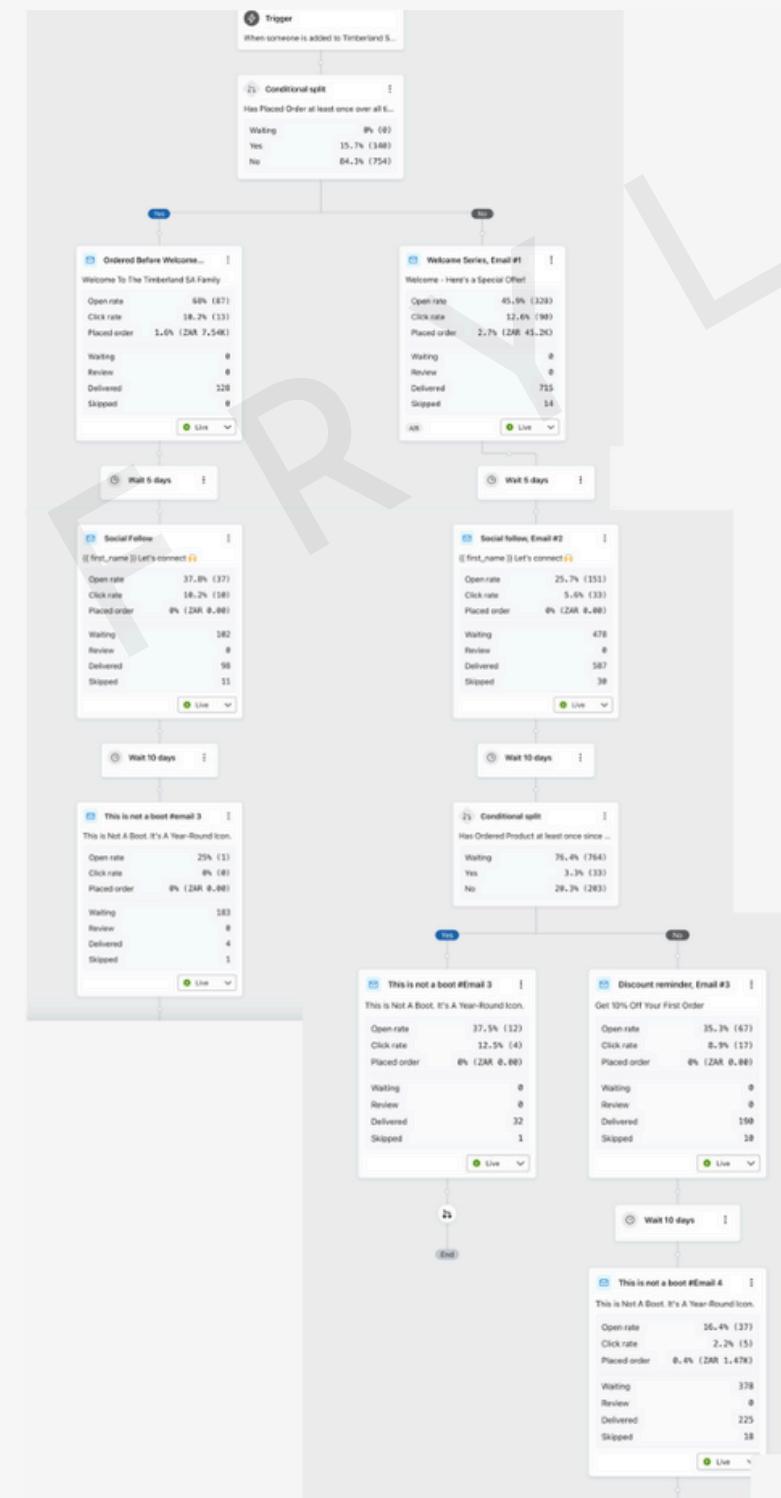 Trigger
When someone is added to Timberland S...
Conditional split
Has Placed Order at least once over all ti...
Waiting 0% (0)
Yes 15.7% (140)
No 84.3% (754)
Yes
No
Ordered Before Welcome...
Welcome To The Timberland SA Family
Open rate 68% (87)
Click rate 10.2% (13)
Placed order 1.6% (ZAR 7.54K)
Waiting 0
Review 0
Delivered 128
Skipped 0
Live
Welcome Series, Email #1
Welcome - Here's a Special Offer!
Open rate 45.9% (328)
Click rate 12.6% (90)
Placed order 2.7% (ZAR 45.2K)
Waiting 0
Review 0
Delivered 715
Skipped 14
A/B
Live
Wait 5 days
Wait 5 days
Social Follow
{{ first_name }} Let's connect 🙌
Open rate 37.8% (37)
Click rate 10.2% (10)
Placed order 0% (ZAR 0.00)
Waiting 102
Review 0
Delivered 98
Skipped 11
Live
Social follow, Email #2
{{ first_name }} Let's connect 🙌
Open rate 25.7% (151)
Click rate 5.6% (33)
Placed order 0% (ZAR 0.00)
Waiting 478
Review 0
Delivered 587
Skipped 30
Live
Wait 10 days
Wait 10 days
This is not a boot #email 3
This is Not A Boot. It's A Year-Round Icon.
Open rate 25% (1)
Click rate 0% (0)
Placed order 0% (ZAR 0.00)
Waiting 183
Review 0
Delivered 4
Skipped 1
Live
Conditional split
Has Ordered Product at least once since ...
Waiting 76.4% (764)
Yes 3.3% (33)
No 20.3% (203)
Yes
No
This is not a boot #Email 3
This is Not A Boot. It's A Year-Round Icon.
Open rate 37.5% (12)
Click rate 12.5% (4)
Placed order 0% (ZAR 0.00)
Waiting 0
Review 0
Delivered 32
Skipped 1
Live
End
Discount reminder, Email #3
Get 10% Off Your First Order
Open rate 35.3% (67)
Click rate 8.9% (17)
Placed order 0% (ZAR 0.00)
Waiting 0
Review 0
Delivered 190
Skipped 10
Live
Wait 10 days
This is not a boot #Email 4
This is Not A Boot. It's A Year-Round Icon.
Open rate 16.4% (37)
Click rate 2.2% (5)
Placed order 0.4% (ZAR 1.47K)
Waiting 378
Review 0
Delivered 225
Skipped 18
Live
FRYL